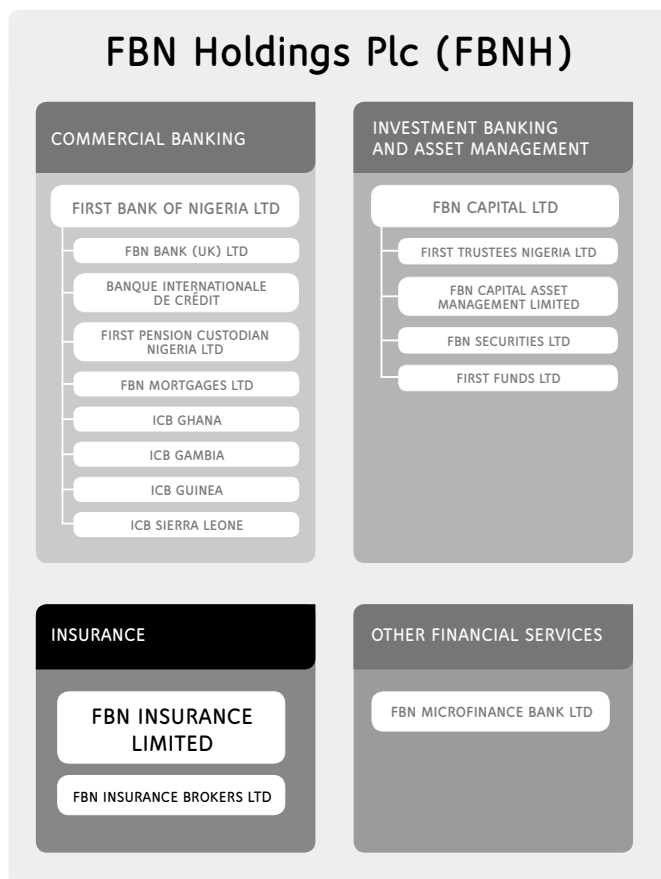 FBN Holdings Plc (FBNH)
COMMERCIAL BANKING
FIRST BANK OF NIGERIA LTD
FBN BANK (UK) LTD
BANQUE INTERNATIONALE
DE CRÉDIT
FIRST PENSION CUSTODIAN
NIGERIA LTD
FBN MORTGAGES LTD
ICB GHANA
ICB GAMBIA
ICB GUINEA
ICB SIERRA LEONE
INVESTMENT BANKING
AND ASSET MANAGEMENT
FBN CAPITAL LTD
FIRST TRUSTEES NIGERIA LTD
FBN CAPITAL ASSET
MANAGEMENT LIMITED
FBN SECURITIES LTD
FIRST FUNDS LTD
INSURANCE
FBN INSURANCE
LIMITED
FBN INSURANCE BROKERS LTD
OTHER FINANCIAL SERVICES
FBN MICROFINANCE BANK LTD